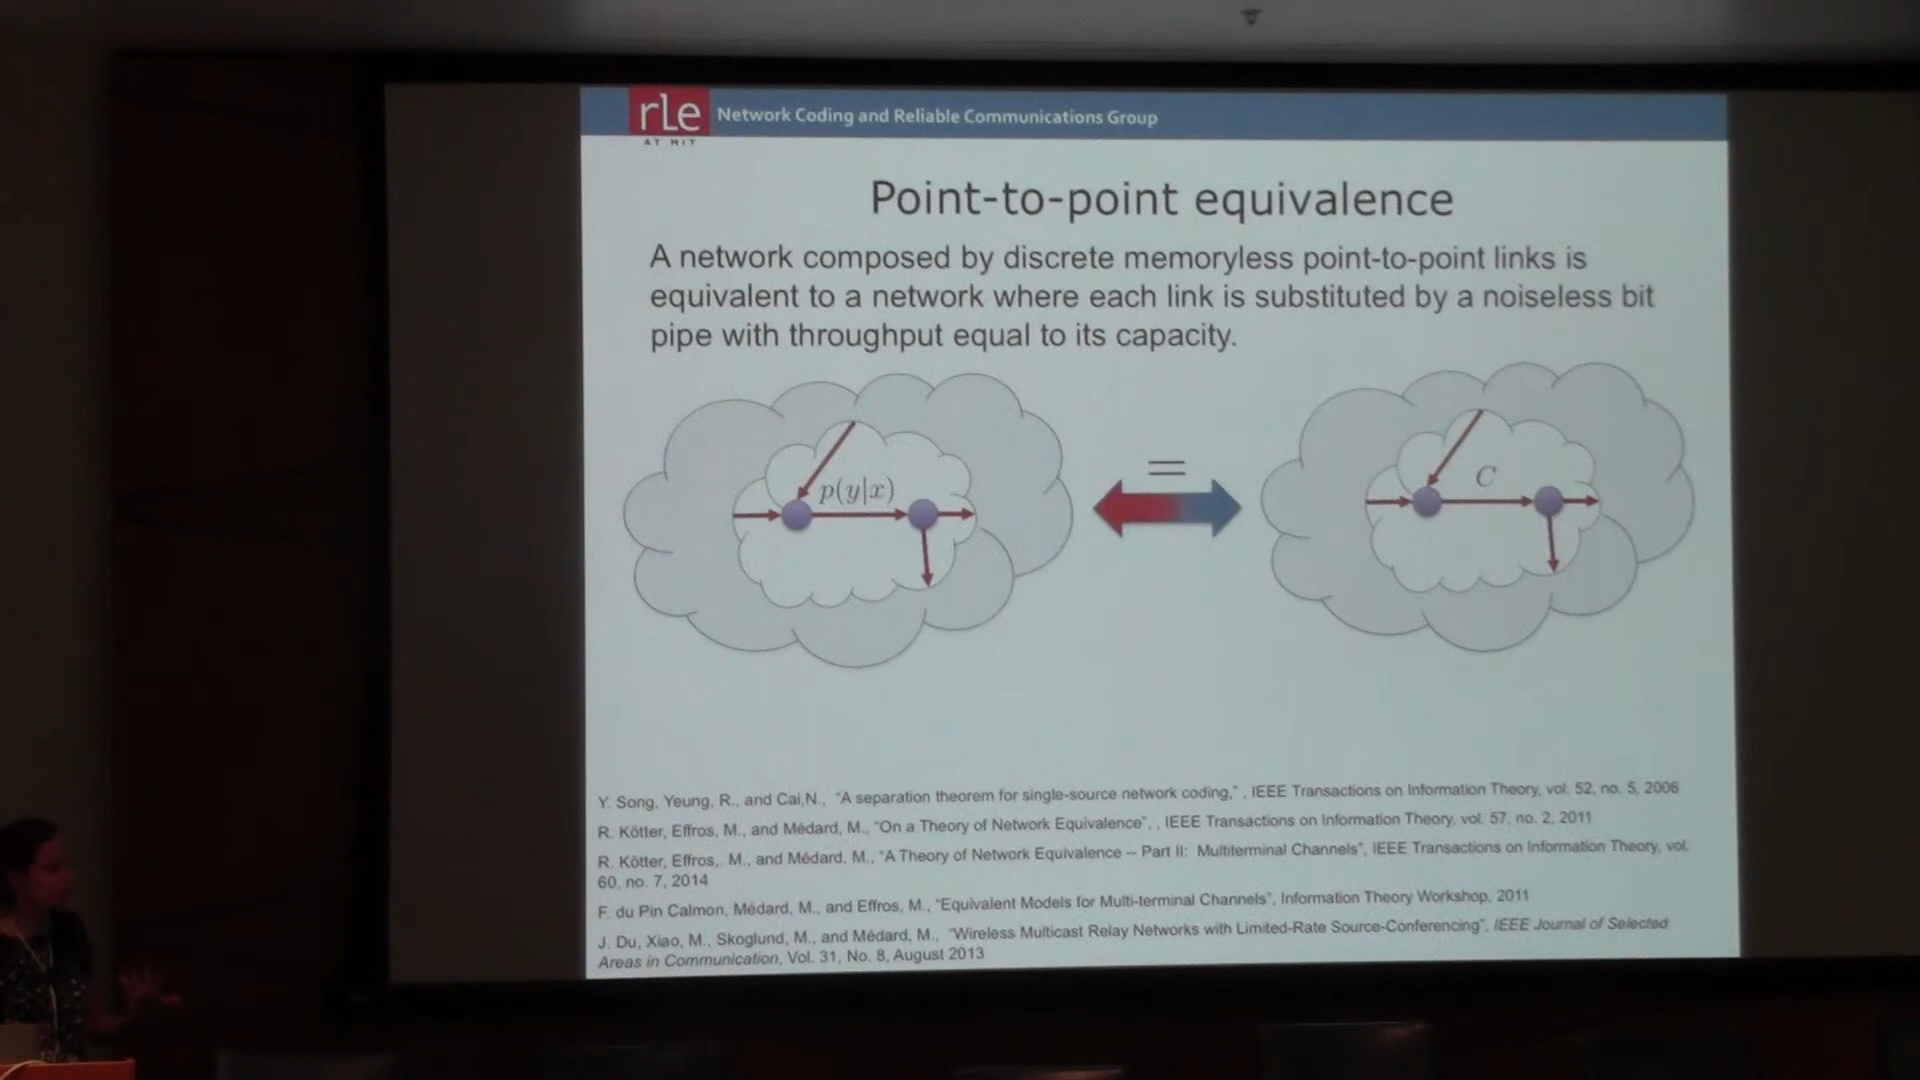 rle Network Coding and Reliable Communications Group
AT MIT
Point-to-point equivalence
A network composed by discrete memoryless point-to-point links is
equivalent to a network where each link is substituted by a noiseless bit
pipe with throughput equal to its capacity.
p(y|x)
=
C
Y. Song, Yeung, R., and Cai,N., "A separation theorem for single-source network coding," , IEEE Transactions on Information Theory, vol. 52, no. 5, 2006
R. Kötter, Effros, M., and Médard, M., "On a Theory of Network Equivalence", , IEEE Transactions on Information Theory, vol. 57, no. 2, 2011
R. Kötter, Effros, M., and Médard, M., "A Theory of Network Equivalence -- Part II: Multiterminal Channels", IEEE Transactions on Information Theory, vol.
60, no. 7, 2014
F. du Pin Calmon, Médard, M., and Effros, M., "Equivalent Models for Multi-terminal Channels", Information Theory Workshop, 2011
J. Du, Xiao, M., Skoglund, M., and Médard, M., "Wireless Multicast Relay Networks with Limited-Rate Source-Conferencing", IEEE Journal of Selected
Areas in Communication, Vol. 31, No. 8, August 2013